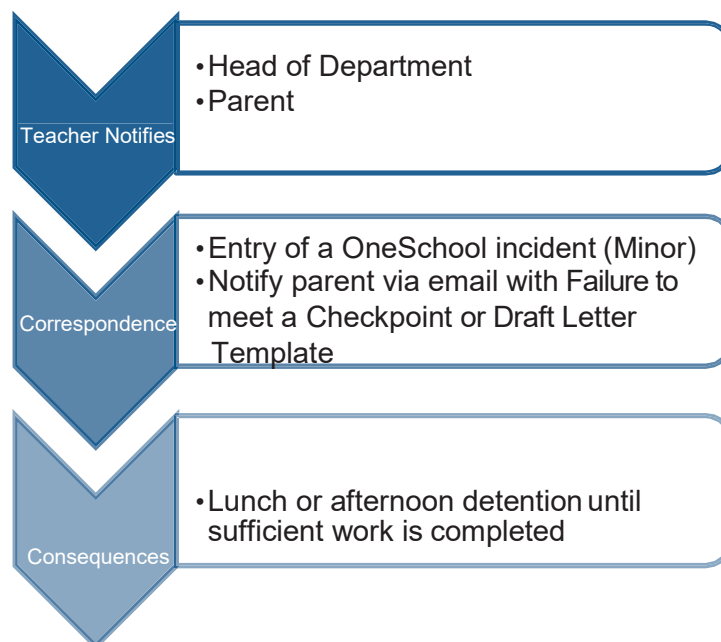 Teacher Notifies
•Head of Department
•Parent
Correspondence
•Entry of a OneSchool incident (Minor)
•Notify parent via email with Failure to
meet a Checkpoint or Draft Letter
Template
Consequences
•Lunch or afternoon detention until
sufficient work is completed